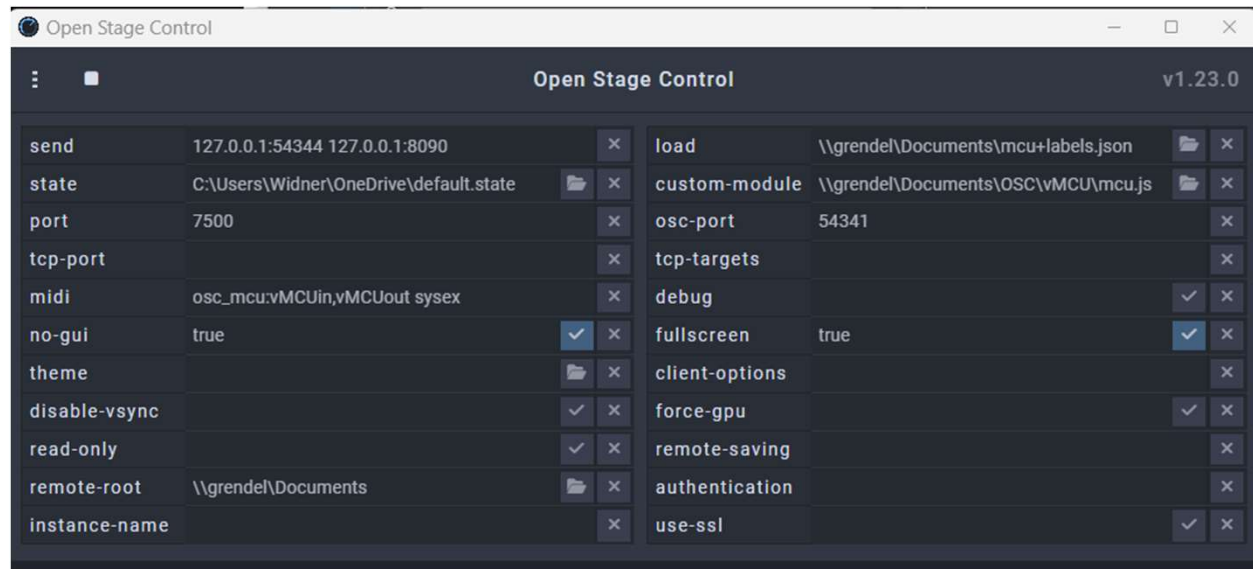 Open Stage Control
Open Stage Control v1.23.0
send 127.0.0.1:54344 127.0.0.1:8090
state C:\Users\Widner\OneDrive\default.state
port 7500
tcp-port
midi osc_mcu:vMCUin,vMCUout sysex
no-gui true
theme
disable-vsync
read-only
remote-root \\grendel\Documents
instance-name
load \\grendel\Documents\mcu+labels.json
custom-module \\grendel\Documents\OSC\vMCU\mcu.js
osc-port 54341
tcp-targets
debug
fullscreen true
client-options
force-gpu
remote-saving
authentication
use-ssl